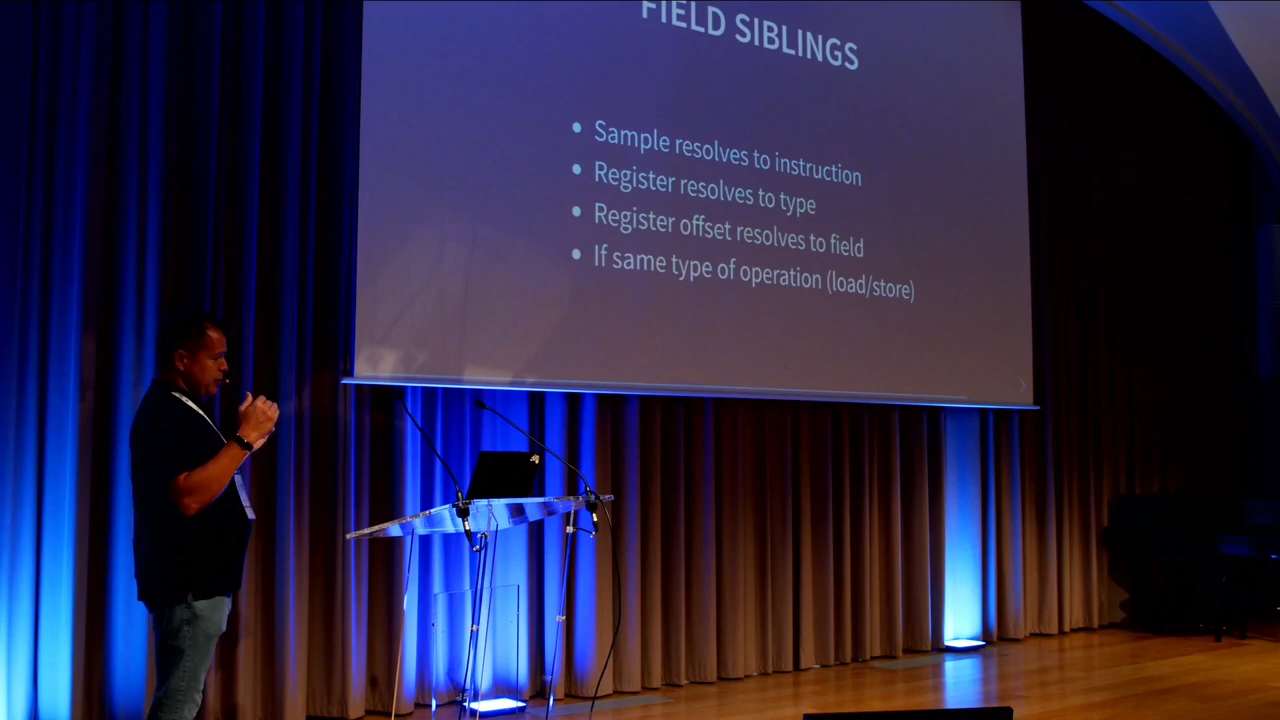 FIELD SIBLINGS
• Sample resolves to instruction
• Register resolves to type
• Register offset resolves to field
• If same type of operation (load/store)